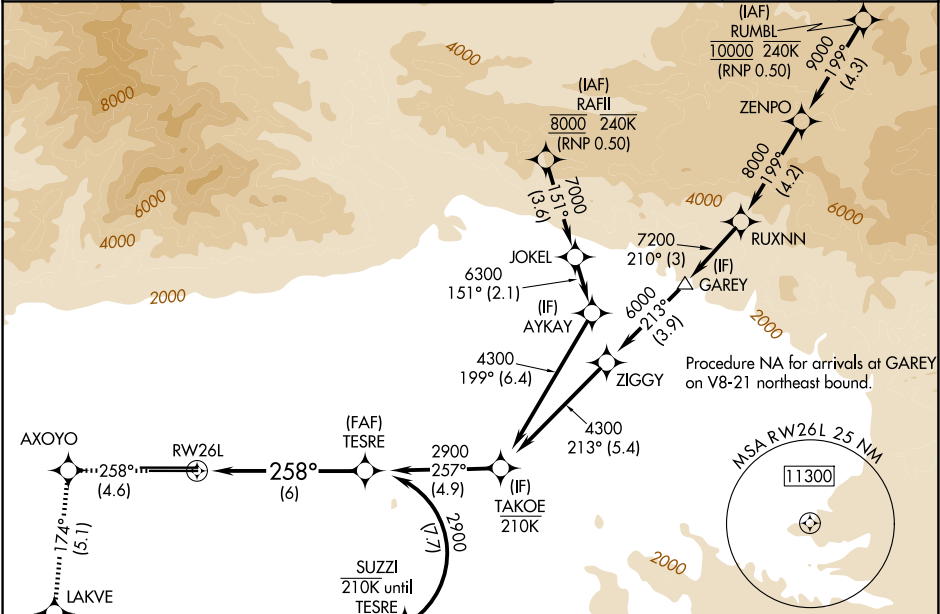 (IAF)
RUMBL
10000 240K
(RNP 0.50)
9000
199°
(4.3)
4000
8000
(IAF)
RAFII
8000 240K
(RNP 0.50)
ZENPO
8000
199°
(4.2)
7000
151°
(3.6)
6000
4000
4000
6000
RUXNN
7200
210° (3)
(IF)
GAREY
JOKEL
6300
151° (2.1)
2000
(IF)
AYKAY
6000
213°
(3.9)
2000
4300
199° (6.4)
ZIGGY
Procedure NA for arrivals at GAREY
on V8-21 northeast bound.
4300
213° (5.4)
AXOYO
RW26L
(FAF)
TESRE
258°
(4.6)
258°
(6)
2900
257°
(4.9)
(IF)
TAKOE
210K
MSA RW26L 25 NM
11300
174°
(5.1)
2900
(7.7)
2000
LAKVE
SUZZI
210K until
TESRE